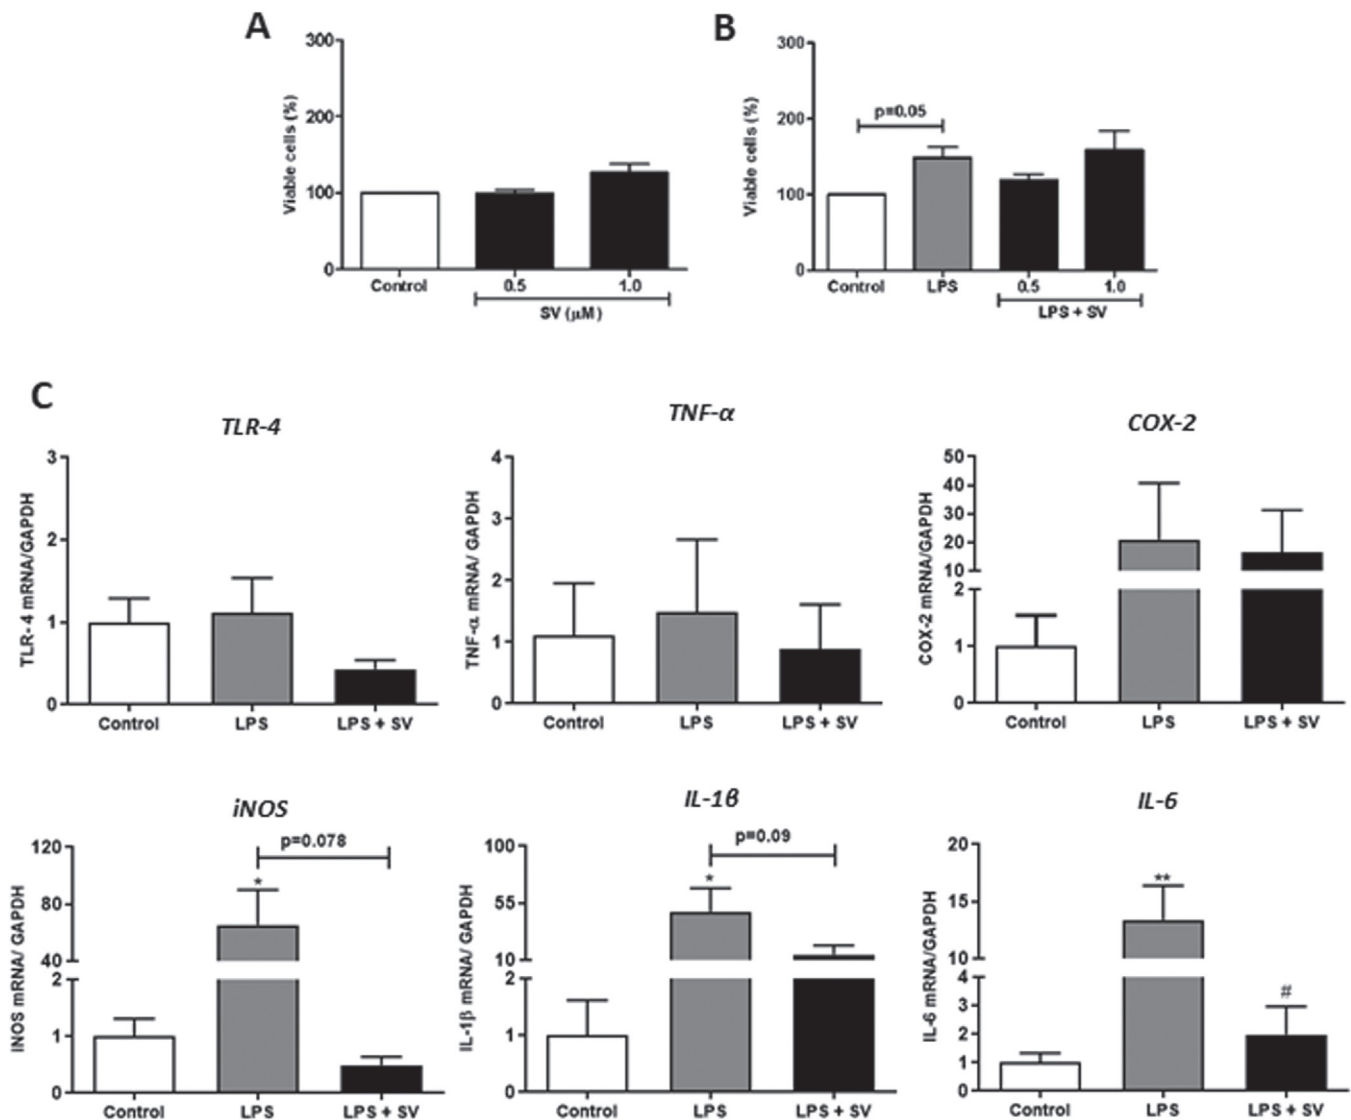 A
300
200
100
0
Viable cells (%)
Control
0.5
1.0
SV (µM)
B
300
200
100
0
Viable cells (%)
p=0.05
Control
LPS
0.5
1.0
LPS + SV
C
TLR-4
3
2
1
0
TLR-4 mRNA/GAPDH
Control
LPS
LPS + SV
TNF-α
4
3
2
1
0
TNF-α mRNA/ GAPDH
Control
LPS
LPS + SV
COX-2
50
40
30
20
10
2
1
0
COX-2 mRNA/GAPDH
Control
LPS
LPS + SV
iNOS
120
80
40
2
1
0
INOS mRNA/ GAPDH
p=0.078
*
Control
LPS
LPS + SV
IL-1β
100
55
10
2
1
0
IL-1β mRNA/ GAPDH
p=0.09
*
Control
LPS
LPS + SV
IL-6
20
15
10
4
3
2
1
0
IL-6 mRNA/GAPDH
**
#
Control
LPS
LPS + SV